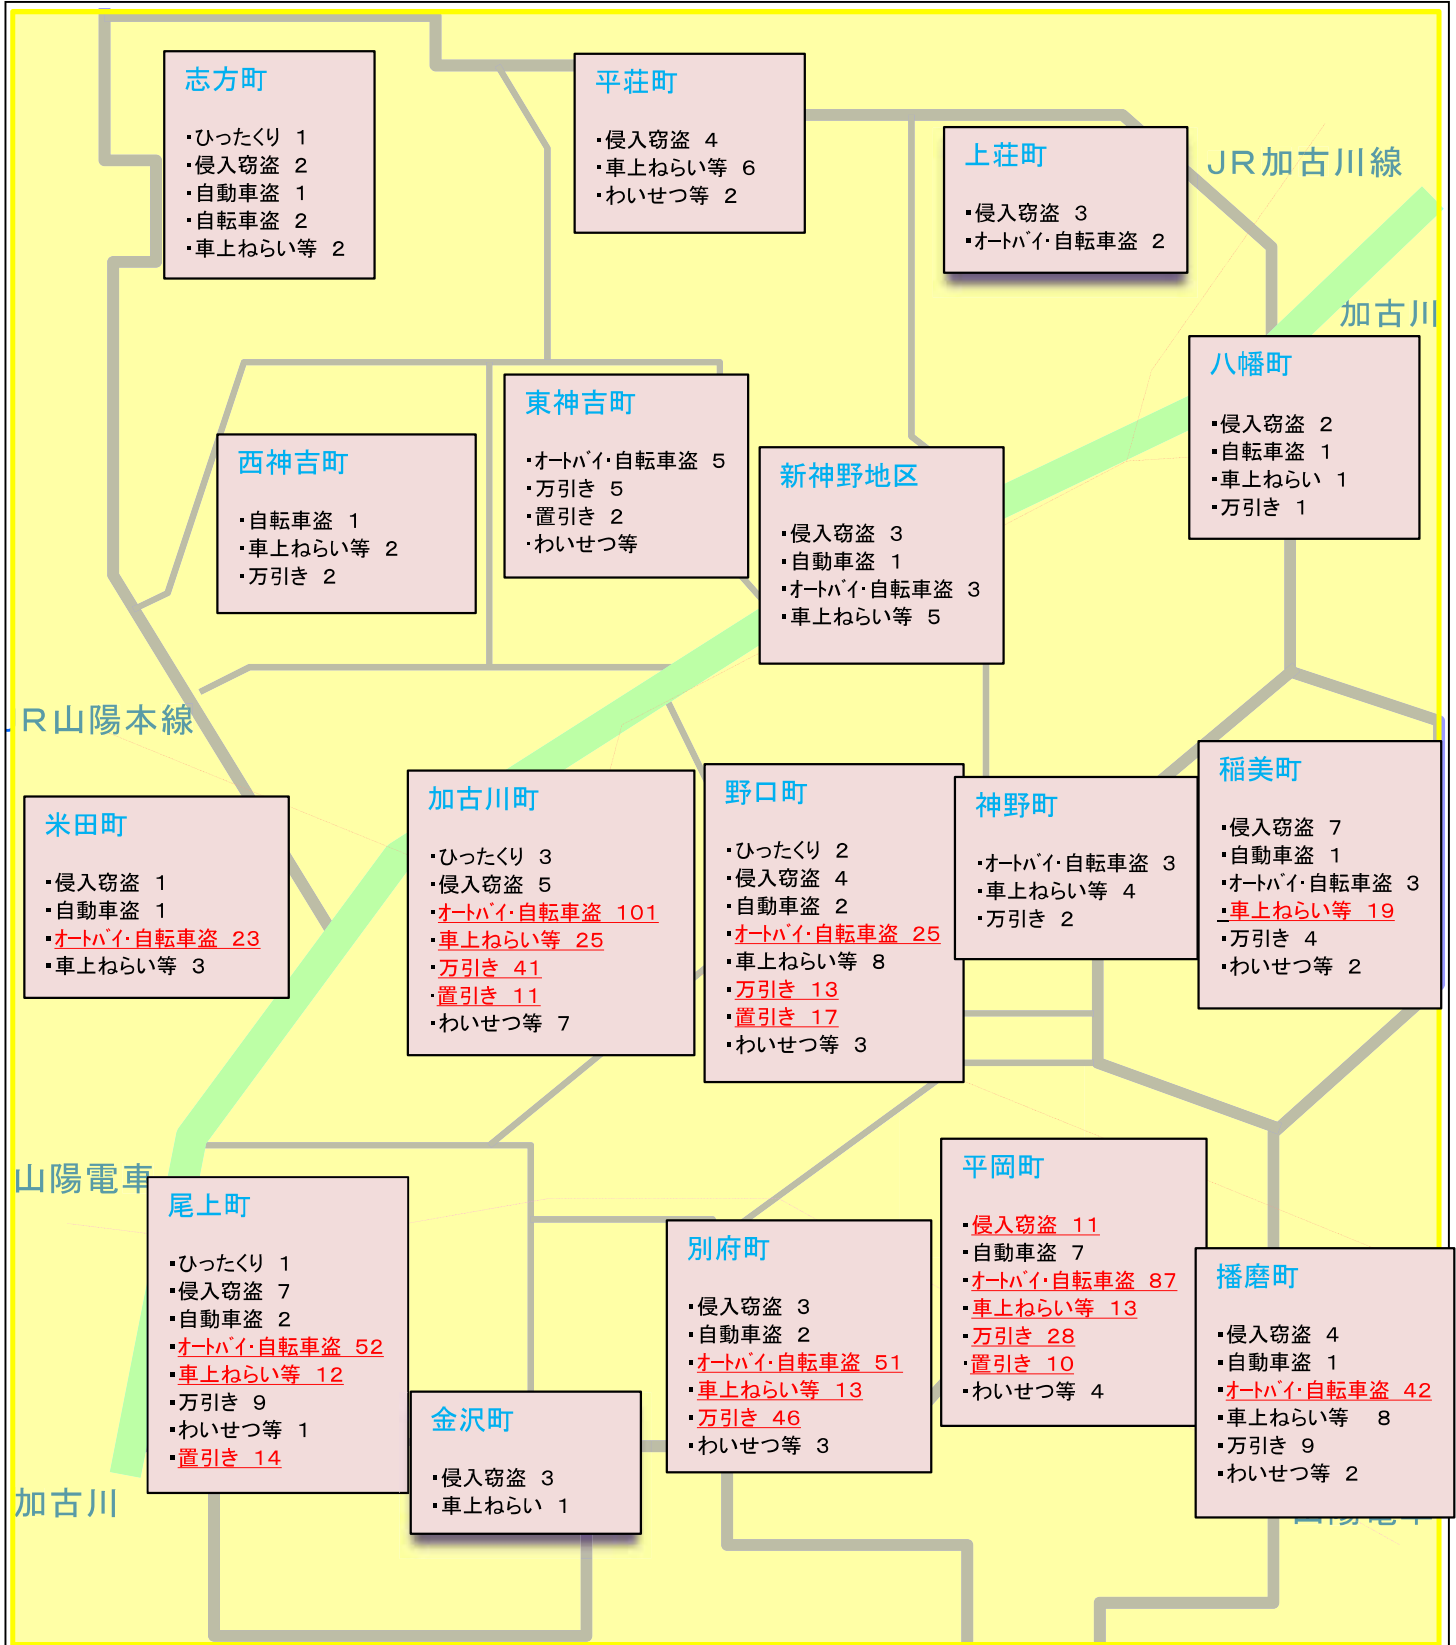 志方町
・ひったくり 1
・侵入窃盗 2
・自動車盗 1
・自転車盗 2
・車上ねらい等 2
平荘町
・侵入窃盗 4
・車上ねらい等 6
・わいせつ等 2
上荘町
・侵入窃盗 3
・オートバイ・自転車盗 2
JR加古川線
加古川
八幡町
・侵入窃盗 2
・自転車盗 1
・車上ねらい 1
・万引き 1
東神吉町
・オートバイ・自転車盗 5
・万引き 5
・置引き 2
・わいせつ等
西神吉町
・自転車盗 1
・車上ねらい等 2
・万引き 2
新神野地区
・侵入窃盗 3
・自動車盗 1
・オートバイ・自転車盗 3
・車上ねらい等 5
JR山陽本線
米田町
・侵入窃盗 1
・自動車盗 1
・オートバイ・自転車盗 23
・車上ねらい等 3
加古川町
・ひったくり 3
・侵入窃盗 5
・オートバイ・自転車盗 101
・車上ねらい等 25
・万引き 41
・置引き 11
・わいせつ等 7
野口町
・ひったくり 2
・侵入窃盗 4
・自動車盗 2
・オートバイ・自転車盗 25
・車上ねらい等 8
・万引き 13
・置引き 17
・わいせつ等 3
神野町
・オートバイ・自転車盗 3
・車上ねらい等 4
・万引き 2
稲美町
・侵入窃盗 7
・自動車盗 1
・オートバイ・自転車盗 3
・車上ねらい等 19
・万引き 4
・わいせつ等 2
山陽電車
尾上町
・ひったくり 1
・侵入窃盗 7
・自動車盗 2
・オートバイ・自転車盗 52
・車上ねらい等 12
・万引き 9
・わいせつ等 1
・置引き 14
加古川
金沢町
・侵入窃盗 3
・車上ねらい 1
別府町
・侵入窃盗 3
・自動車盗 2
・オートバイ・自転車盗 51
・車上ねらい等 13
・万引き 46
・わいせつ等 3
平岡町
・侵入窃盗 11
・自動車盗 7
・オートバイ・自転車盗 87
・車上ねらい等 13
・万引き 28
・置引き 10
・わいせつ等 4
播磨町
・侵入窃盗 4
・自動車盗 1
・オートバイ・自転車盗 42
・車上ねらい等 8
・万引き 9
・わいせつ等 2
山陽電車